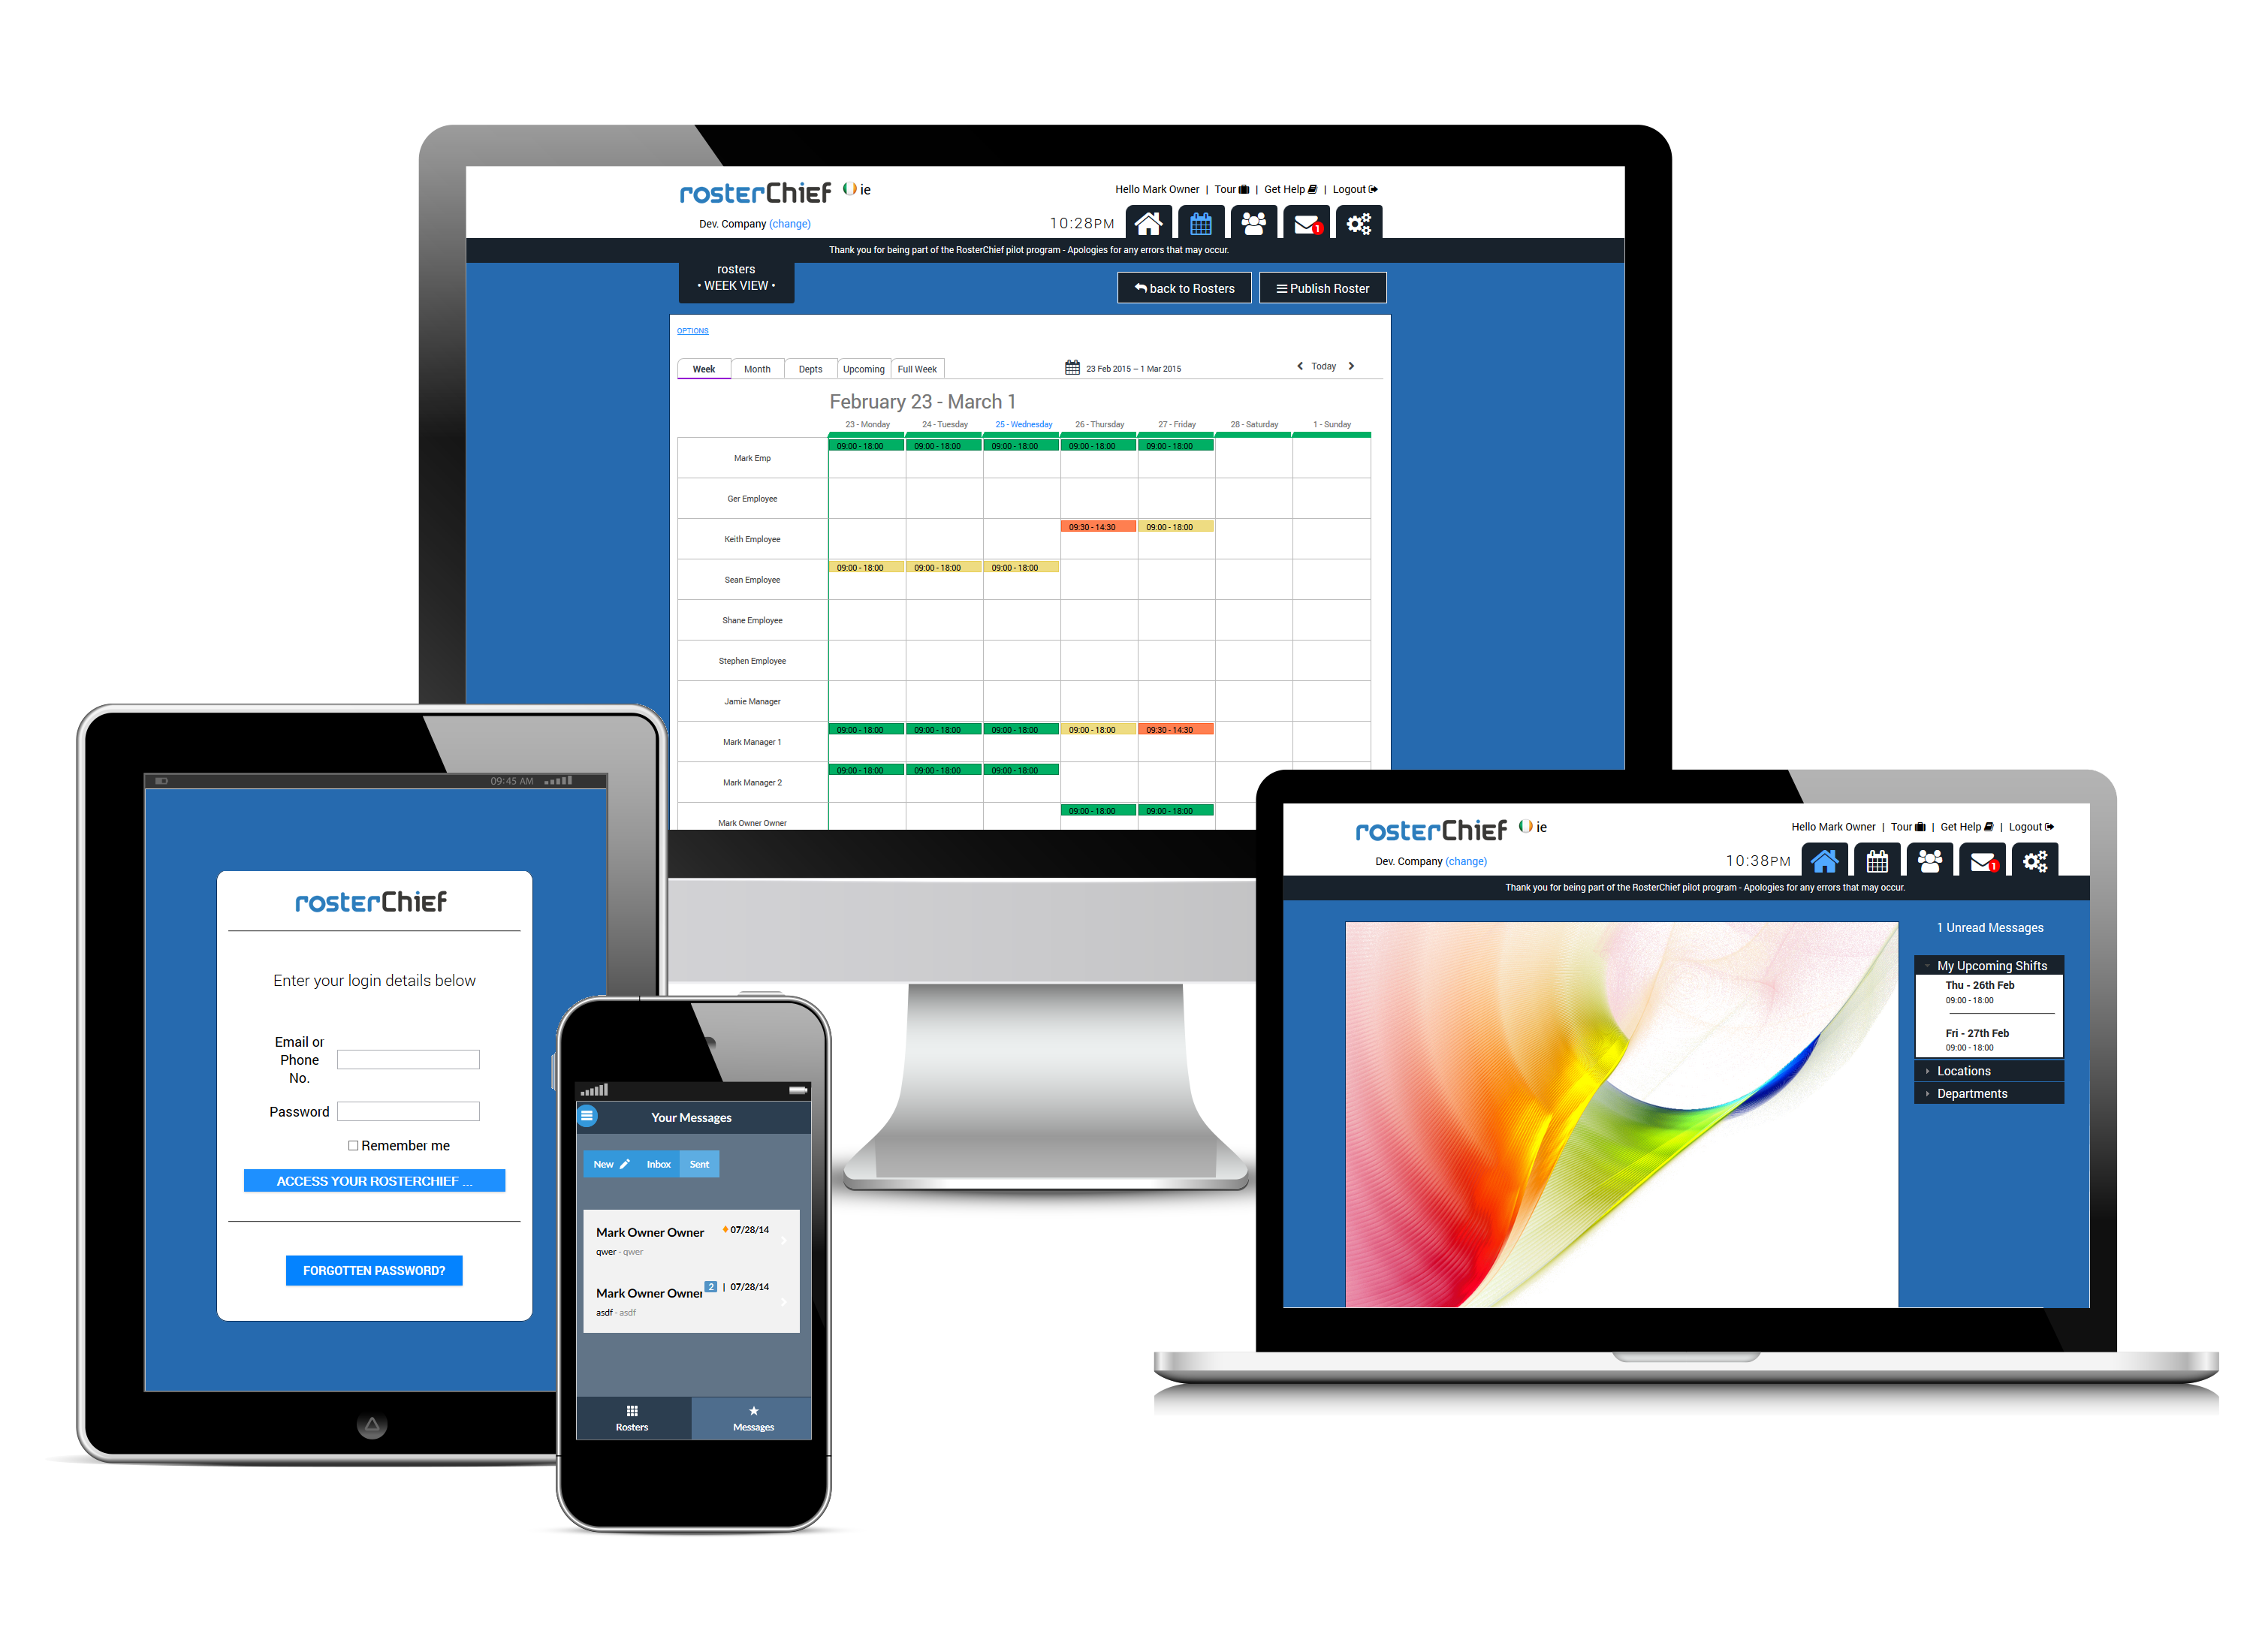 rosterChief ie
Hello Mark Owner | Tour | Get Help | Logout
Dev. Company (change)
10:28PM
1
Thank you for being part of the RosterChief pilot program - Apologies for any errors that may occur.
rosters
• WEEK VIEW •
back to Rosters
Publish Roster
OPTIONS
Week Month Depts Upcoming Full Week
23 Feb 2015 – 1 Mar 2015
Today
February 23 - March 1
23 - Monday 24 - Tuesday 25 - Wednesday 26 - Thursday 27 - Friday 28 - Saturday 1 - Sunday
Mark Emp 09:00 - 18:00 09:00 - 18:00 09:00 - 18:00 09:00 - 18:00 09:00 - 18:00
Ger Employee
Keith Employee 09:30 - 14:30 09:00 - 18:00
Sean Employee 09:00 - 18:00 09:00 - 18:00 09:00 - 18:00
Shane Employee
Stephen Employee
Jamie Manager
Mark Manager 1 09:00 - 18:00 09:00 - 18:00 09:00 - 18:00 09:00 - 18:00 09:30 - 14:30
Mark Manager 2 09:00 - 18:00 09:00 - 18:00 09:00 - 18:00
Mark Owner Owner 09:00 - 18:00 09:00 - 18:00
09:45 AM
rosterChief
Enter your login details below
Email or
Phone
No.
Password
Remember me
ACCESS YOUR ROSTERCHIEF ...
FORGOTTEN PASSWORD?
Your Messages
New Inbox Sent
Mark Owner Owner 07/28/14
qwer - qwer
Mark Owner Owner 2 | 07/28/14
asdf - asdf
Rosters Messages
rosterChief ie
Hello Mark Owner | Tour | Get Help | Logout
Dev. Company (change)
10:38PM
1
Thank you for being part of the RosterChief pilot program - Apologies for any errors that may occur.
1 Unread Messages
My Upcoming Shifts
Thu - 26th Feb
09:00 - 18:00
Fri - 27th Feb
09:00 - 18:00
Locations
Departments